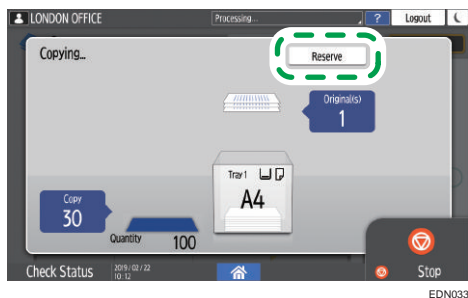 LONDON OFFICE
Processing...
?
Logout
Copying...
Reserve
Original(s)
1
Tray1
A4
Copy
30
Quantity 100
Check Status
2019/02/22
10:12
Stop
EDN033